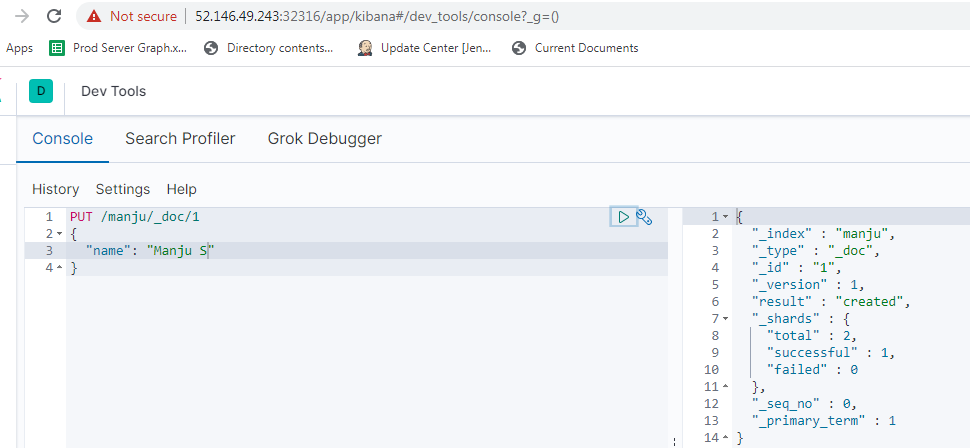 Not secure | 52.146.49.243:32316/app/kibana#/dev_tools/console?_g=()
Apps Prod Server Graph.x... Directory contents... Update Center [Jen... Current Documents
D Dev Tools
Console Search Profiler Grok Debugger
History Settings Help
1 PUT /manju/_doc/1
2 {
3 "name": "Manju S"
4 }
1 {
2 "_index" : "manju",
3 "_type" : "_doc",
4 "_id" : "1",
5 "_version" : 1,
6 "result" : "created",
7 "_shards" : {
8 "total" : 2,
9 "successful" : 1,
10 "failed" : 0
11 },
12 "_seq_no" : 0,
13 "_primary_term" : 1
14 }